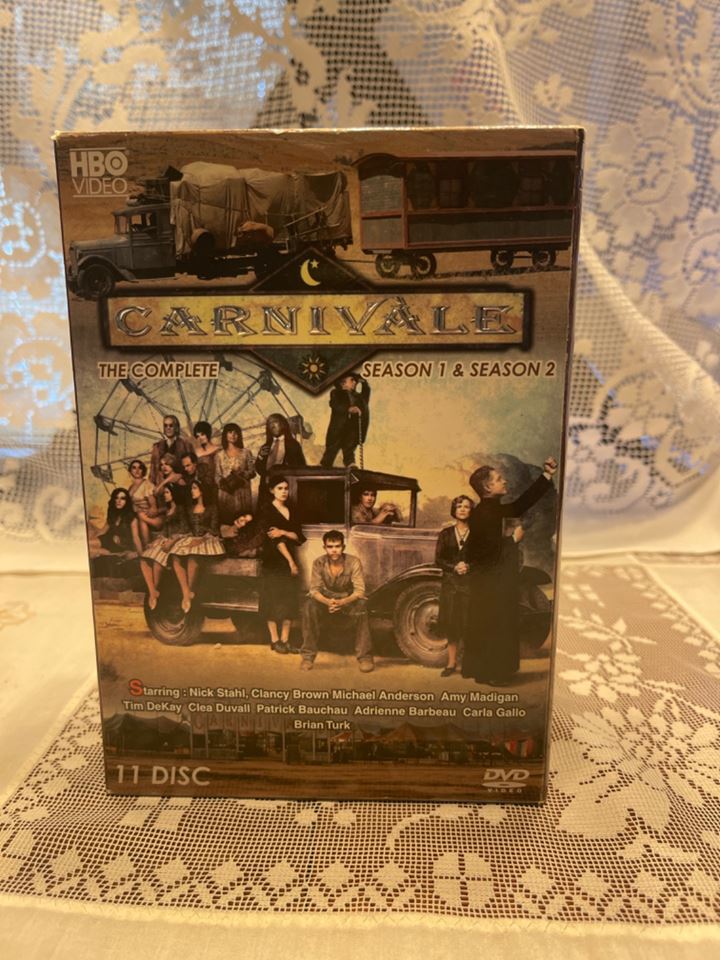 HBO
VIDEO
CARNIVÀLE
THE COMPLETE SEASON 1 & SEASON 2
Starring : Nick Stahl, Clancy Brown Michael Anderson Amy Madigan
Tim DeKay Clea Duvall Patrick Bauchau Adrienne Barbeau Carla Gallo
Brian Turk
CARNIVAL
11 DISC
DVD
VIDEO